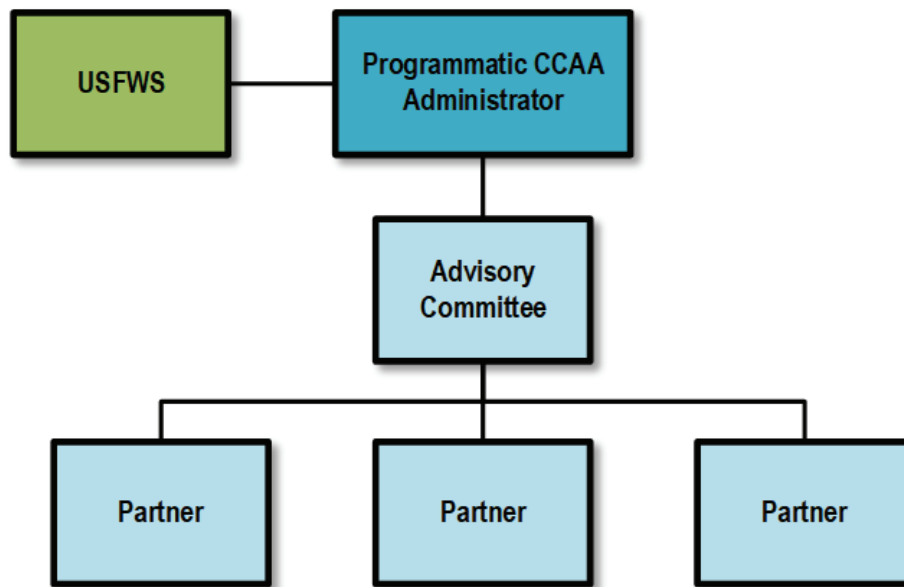 USFWS
Programmatic CCAA
Administrator
Advisory
Committee
Partner
Partner
Partner